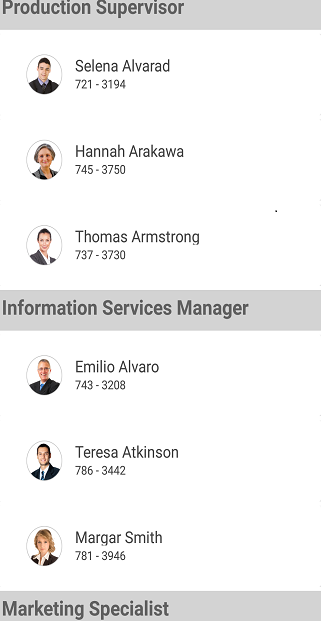 Production Supervisor
Selena Alvarad
721 - 3194
Hannah Arakawa
745 - 3750
Thomas Armstrong
737 - 3730
Information Services Manager
Emilio Alvaro
743 - 3208
Teresa Atkinson
786 - 3442
Margar Smith
781 - 3946
Marketing Specialist